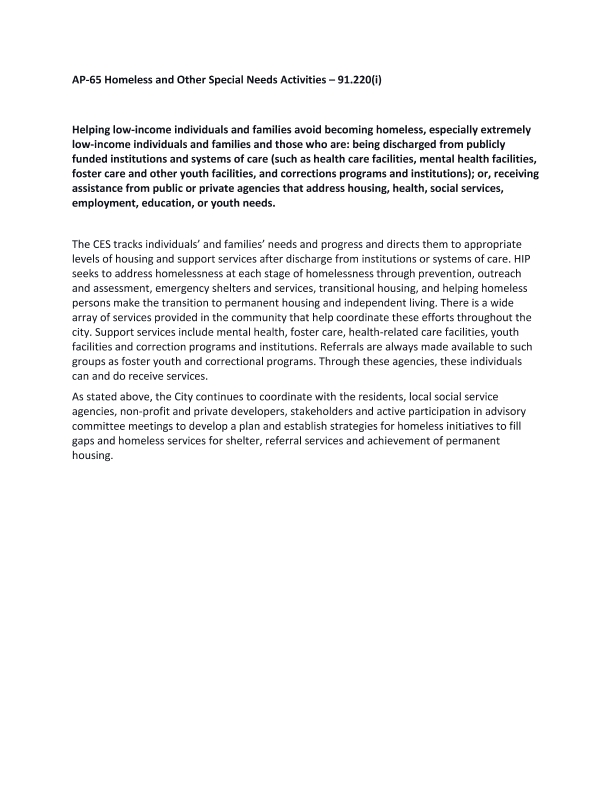 AP-65 Homeless and Other Special Needs Activities – 91.220(i)
Helping low-income individuals and families avoid becoming homeless, especially extremely
low-income individuals and families and those who are: being discharged from publicly
funded institutions and systems of care (such as health care facilities, mental health facilities,
foster care and other youth facilities, and corrections programs and institutions); or, receiving
assistance from public or private agencies that address housing, health, social services,
employment, education, or youth needs.
The CES tracks individuals’ and families’ needs and progress and directs them to appropriate
levels of housing and support services after discharge from institutions or systems of care. HIP
seeks to address homelessness at each stage of homelessness through prevention, outreach
and assessment, emergency shelters and services, transitional housing, and helping homeless
persons make the transition to permanent housing and independent living. There is a wide
array of services provided in the community that help coordinate these efforts throughout the
city. Support services include mental health, foster care, health-related care facilities, youth
facilities and correction programs and institutions. Referrals are always made available to such
groups as foster youth and correctional programs. Through these agencies, these individuals
can and do receive services.
As stated above, the City continues to coordinate with the residents, local social service
agencies, non-profit and private developers, stakeholders and active participation in advisory
committee meetings to develop a plan and establish strategies for homeless initiatives to fill
gaps and homeless services for shelter, referral services and achievement of permanent
housing.